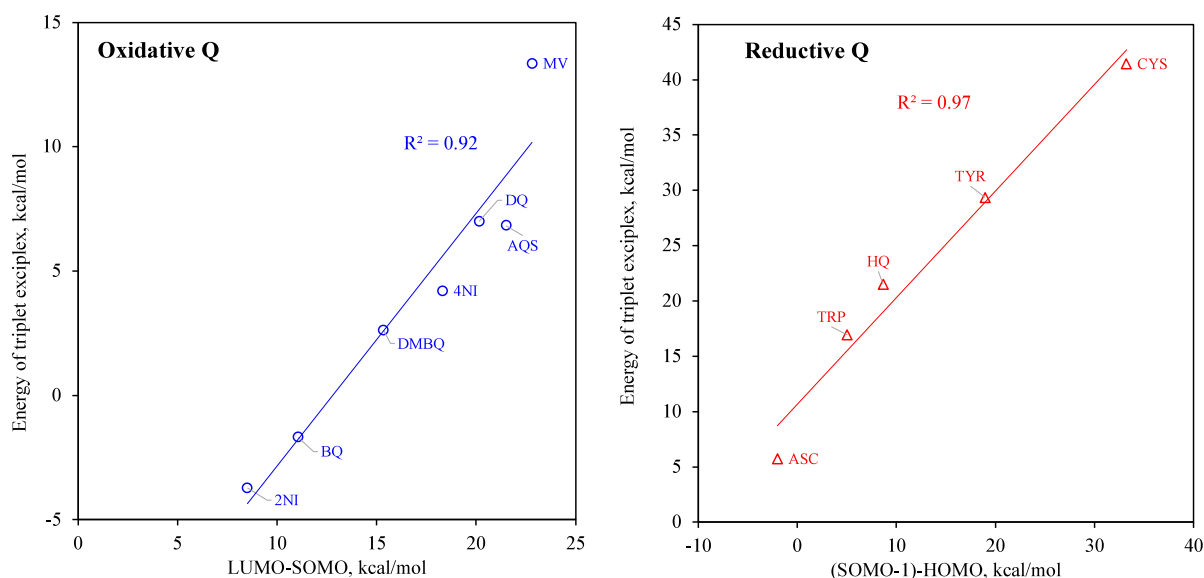 Oxidative Q
Energy of triplet exciplex, kcal/mol
15
10
5
0
-5
0
5
10
15
20
25
LUMO-SOMO, kcal/mol
R² = 0.92
MV
DQ
AQS
4NI
DMBQ
BQ
2NI
Reductive Q
Energy of triplet exciplex, kcal/mol
45
40
35
30
25
20
15
10
5
0
-10
0
10
20
30
40
(SOMO-1)-HOMO, kcal/mol
R² = 0.97
CYS
TYR
HQ
TRP
ASC